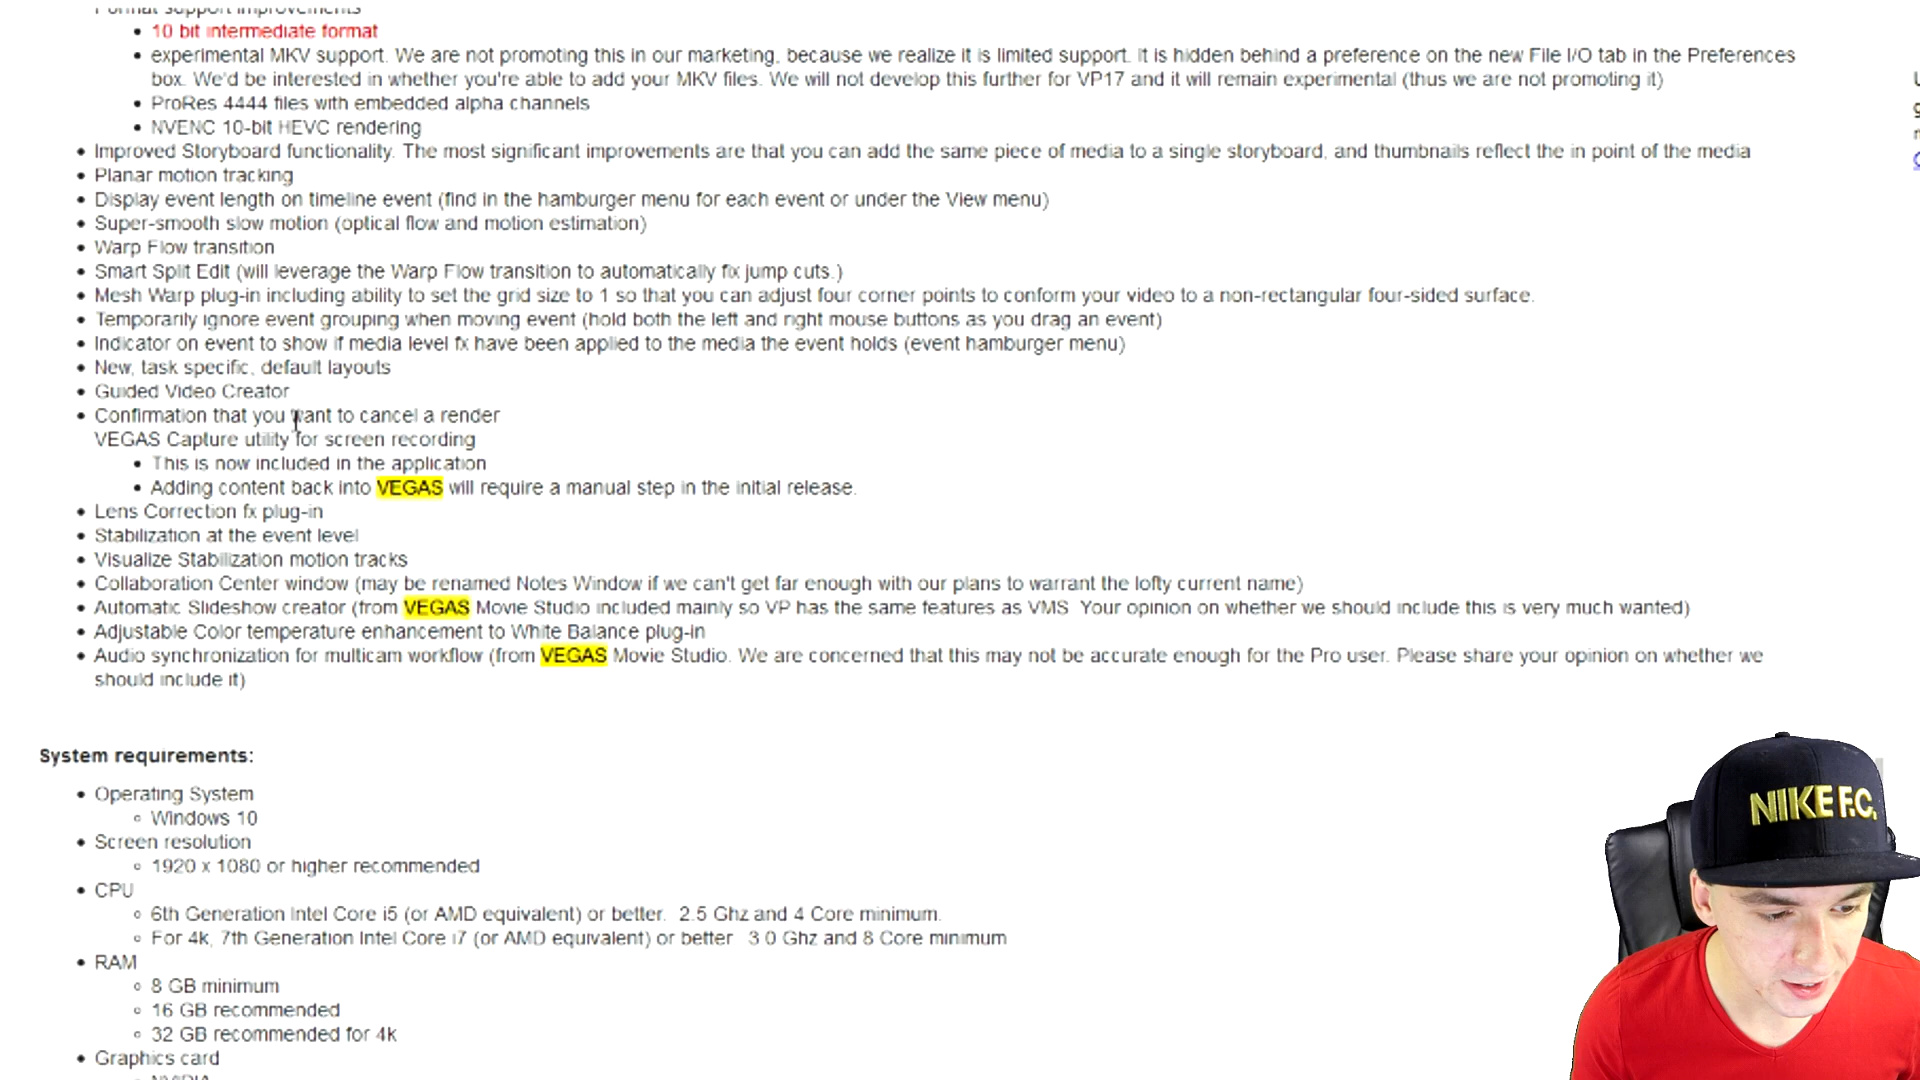 Format support improvements
• 10 bit intermediate format
• experimental MKV support. We are not promoting this in our marketing, because we realize it is limited support. It is hidden behind a preference on the new File I/O tab in the Preferences
box. We'd be interested in whether you're able to add your MKV files. We will not develop this further for VP17 and it will remain experimental (thus we are not promoting it)
• ProRes 4444 files with embedded alpha channels
• NVENC 10-bit HEVC rendering
• Improved Storyboard functionality. The most significant improvements are that you can add the same piece of media to a single storyboard, and thumbnails reflect the in point of the media
• Planar motion tracking
• Display event length on timeline event (find in the hamburger menu for each event or under the View menu)
• Super-smooth slow motion (optical flow and motion estimation)
• Warp Flow transition
• Smart Split Edit (will leverage the Warp Flow transition to automatically fix jump cuts.)
• Mesh Warp plug-in including ability to set the grid size to 1 so that you can adjust four corner points to conform your video to a non-rectangular four-sided surface.
• Temporarily ignore event grouping when moving event (hold both the left and right mouse buttons as you drag an event)
• Indicator on event to show if media level fx have been applied to the media the event holds (event hamburger menu)
• New, task specific, default layouts
• Guided Video Creator
• Confirmation that you want to cancel a render
VEGAS Capture utility for screen recording
• This is now included in the application
• Adding content back into VEGAS will require a manual step in the initial release.
• Lens Correction fx plug-in
• Stabilization at the event level
• Visualize Stabilization motion tracks
• Collaboration Center window (may be renamed Notes Window if we can't get far enough with our plans to warrant the lofty current name)
• Automatic Slideshow creator (from VEGAS Movie Studio included mainly so VP has the same features as VMS. Your opinion on whether we should include this is very much wanted)
• Adjustable Color temperature enhancement to White Balance plug-in
• Audio synchronization for multicam workflow (from VEGAS Movie Studio. We are concerned that this may not be accurate enough for the Pro user. Please share your opinion on whether we
should include it)
System requirements:
• Operating System
◦ Windows 10
• Screen resolution
◦ 1920 x 1080 or higher recommended
• CPU
◦ 6th Generation Intel Core i5 (or AMD equivalent) or better. 2.5 Ghz and 4 Core minimum.
◦ For 4k, 7th Generation Intel Core i7 (or AMD equivalent) or better 3.0 Ghz and 8 Core minimum
• RAM
◦ 8 GB minimum
◦ 16 GB recommended
◦ 32 GB recommended for 4k
• Graphics card
NVIDIA
NIKE F.C.